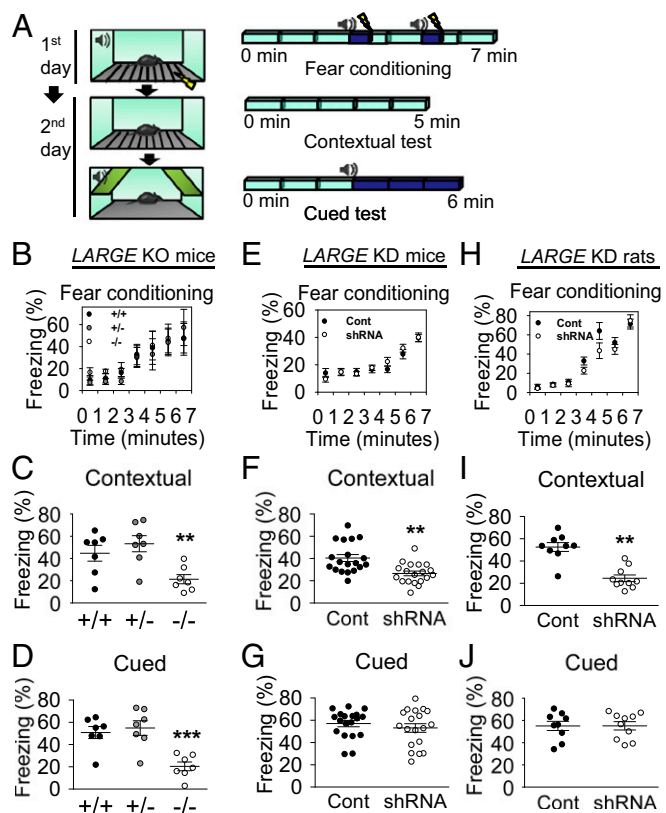 A
1st
day
2nd
day
0 min
7 min
Fear conditioning
0 min
5 min
Contextual test
0 min
6 min
Cued test
B
LARGE KO mice
Fear conditioning
Freezing (%)
60
40
20
0
+/+
+/-
-/-
0 1 2 3 4 5 6 7
Time (minutes)
E
LARGE KD mice
Fear conditioning
Freezing (%)
60
40
20
0
Cont
shRNA
0 1 2 3 4 5 6 7
Time (minutes)
H
LARGE KD rats
Fear conditioning
Freezing (%)
80
60
40
20
0
Cont
shRNA
0 1 2 3 4 5 6 7
Time (minutes)
C
Contextual
Freezing (%)
80
60
40
20
0
**
+/+ +/- -/-
F
Contextual
Freezing (%)
80
60
40
20
0
**
Cont shRNA
I
Contextual
Freezing (%)
80
60
40
20
0
**
Cont shRNA
D
Cued
Freezing (%)
80
60
40
20
0
***
+/+ +/- -/-
G
Cued
Freezing (%)
80
60
40
20
0
Cont shRNA
J
Cued
Freezing (%)
80
60
40
20
0
Cont shRNA